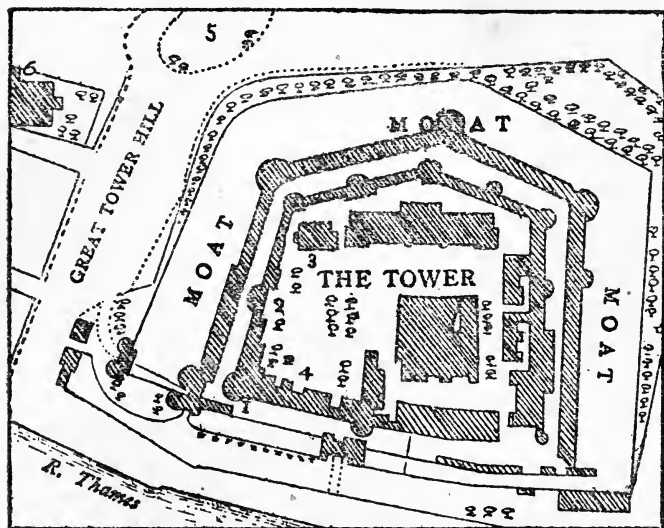 5
6
MOAT
GREAT TOWER HILL
MOAT
3
THE TOWER
MOAT
4
1
R. Thames